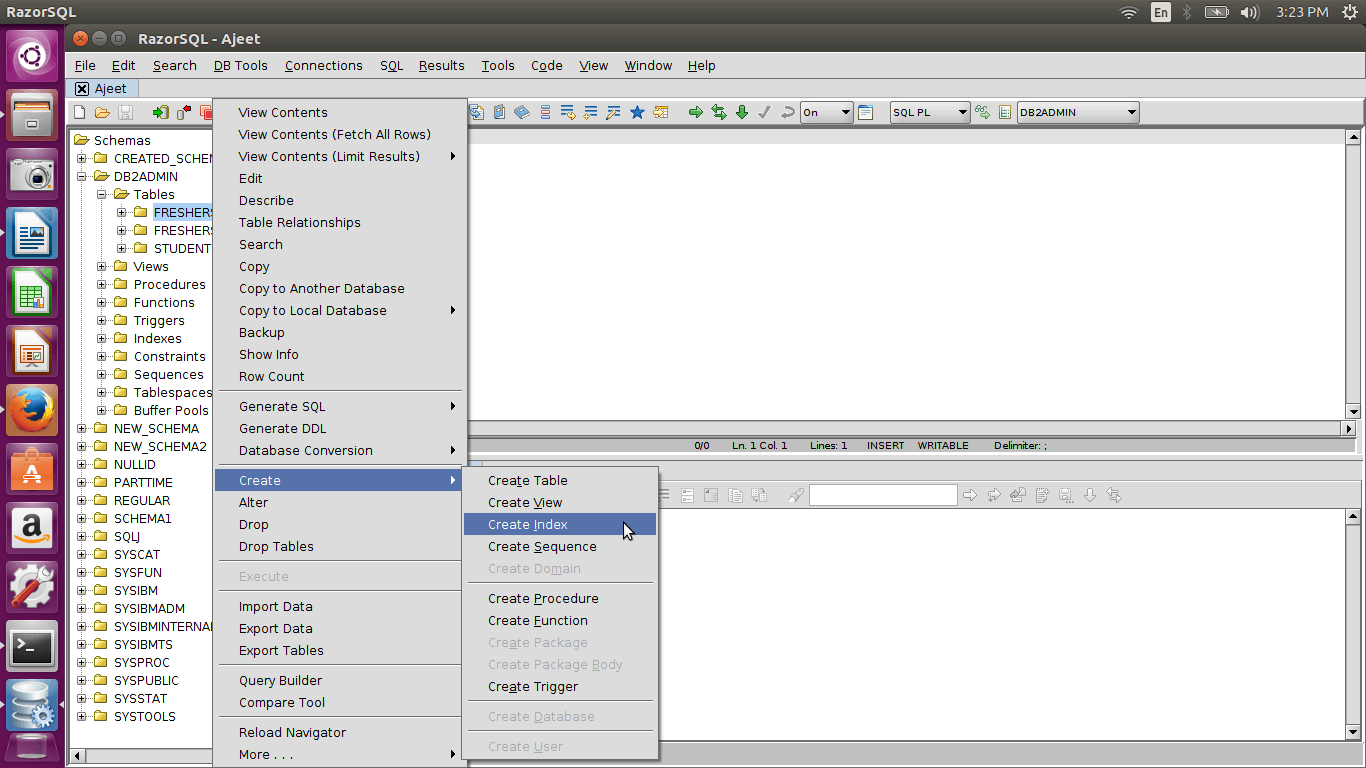 RazorSQL
En
3:23 PM
RazorSQL - Ajeet
File Edit Search DB Tools Connections SQL Results Tools Code View Window Help
Ajeet
On
SQL PL
DB2ADMIN
Schemas
DB2ADMIN
Tables
STUDENT
Views
Procedures
Functions
Triggers
Indexes
Constraints
Sequences
Tablespaces
Buffer Pools
NEW_SCHEMA
NEW_SCHEMA2
NULLID
PARTTIME
REGULAR
SCHEMA1
SQLJ
SYSCAT
SYSFUN
SYSIBM
SYSIBMADM
SYSIBMTS
SYSPROC
SYSPUBLIC
SYSSTAT
SYSTOOLS
View Contents
View Contents (Fetch All Rows)
View Contents (Limit Results)
Edit
Describe
Table Relationships
Search
Copy
Copy to Another Database
Copy to Local Database
Backup
Show Info
Row Count
Generate SQL
Generate DDL
Database Conversion
Create
Alter
Drop
Drop Tables
Execute
Import Data
Export Data
Export Tables
Query Builder
Compare Tool
Reload Navigator
More . . .
Create Table
Create View
Create Index
Create Sequence
Create Domain
Create Procedure
Create Function
Create Package
Create Package Body
Create Trigger
Create Database
Create User
0/0 Ln. 1 Col. 1 Lines: 1 INSERT WRITABLE Delimiter: ;